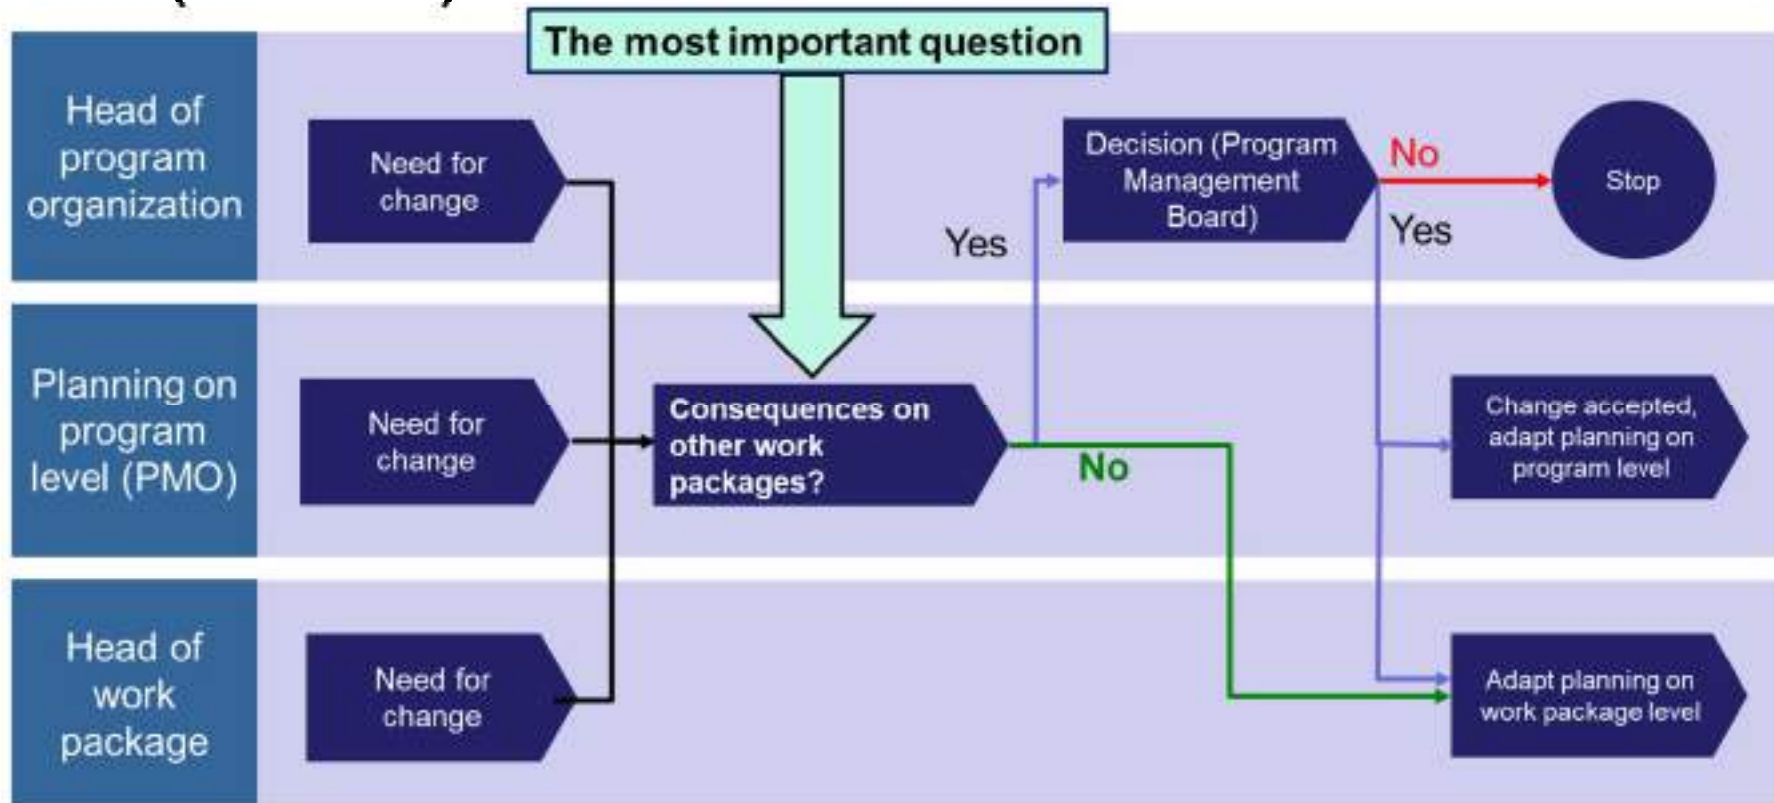 The most important question
Head of
program
organization
Need for
change
Decision (Program
Management
Board)
No
Stop
Yes
Yes
Planning on
program
level (PMO)
Need for
change
Consequences on
other work
packages?
No
Change accepted,
adapt planning on
program level
Head of
work
package
Need for
change
Adapt planning on
work package level